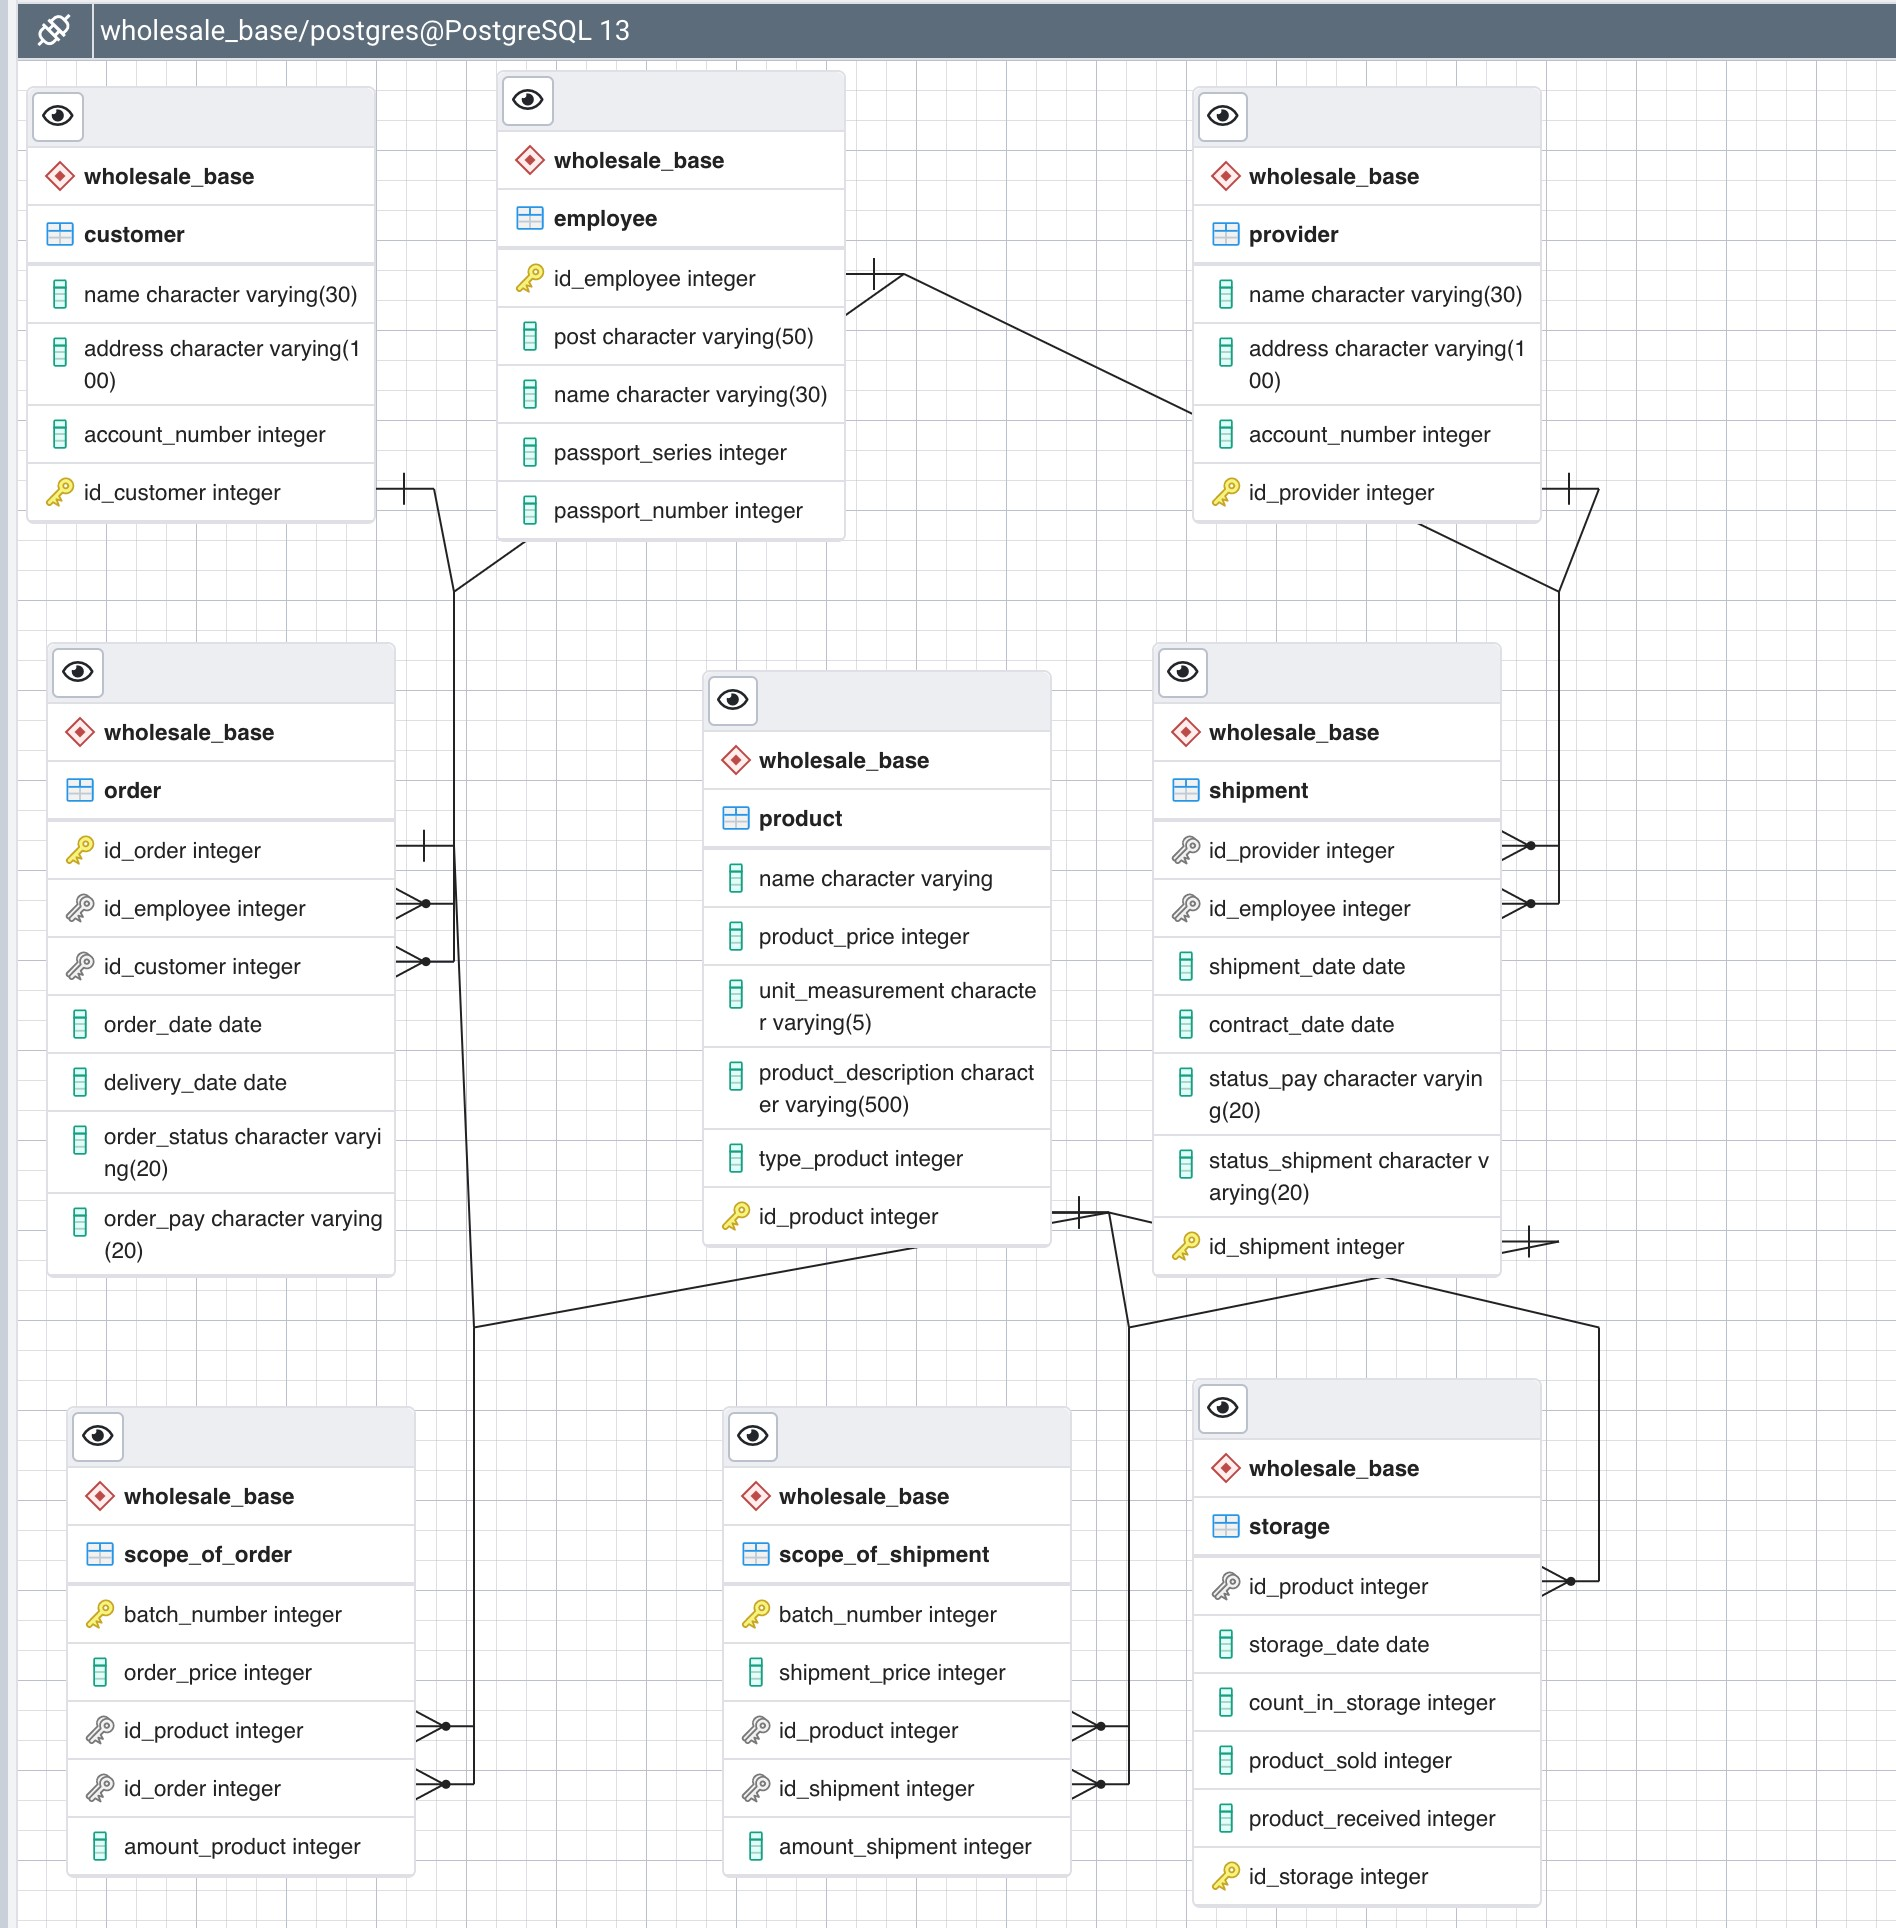 wholesale_base/postgres@PostgreSQL 13
wholesale_base
customer
name character varying(30)
address character varying(1
00)
account_number integer
id_customer integer
wholesale_base
employee
id_employee integer
post character varying(50)
name character varying(30)
passport_series integer
passport_number integer
wholesale_base
provider
name character varying(30)
address character varying(1
00)
account_number integer
id_provider integer
wholesale_base
order
id_order integer
id_employee integer
id_customer integer
order_date date
delivery_date date
order_status character varyi
ng(20)
order_pay character varying
(20)
wholesale_base
product
name character varying
product_price integer
unit_measurement characte
r varying(5)
product_description charact
er varying(500)
type_product integer
id_product integer
wholesale_base
shipment
id_provider integer
id_employee integer
shipment_date date
contract_date date
status_pay character varyin
g(20)
status_shipment character v
arying(20)
id_shipment integer
wholesale_base
scope_of_order
batch_number integer
order_price integer
id_product integer
id_order integer
amount_product integer
wholesale_base
scope_of_shipment
batch_number integer
shipment_price integer
id_product integer
id_shipment integer
amount_shipment integer
wholesale_base
storage
id_product integer
storage_date date
count_in_storage integer
product_sold integer
product_received integer
id_storage integer